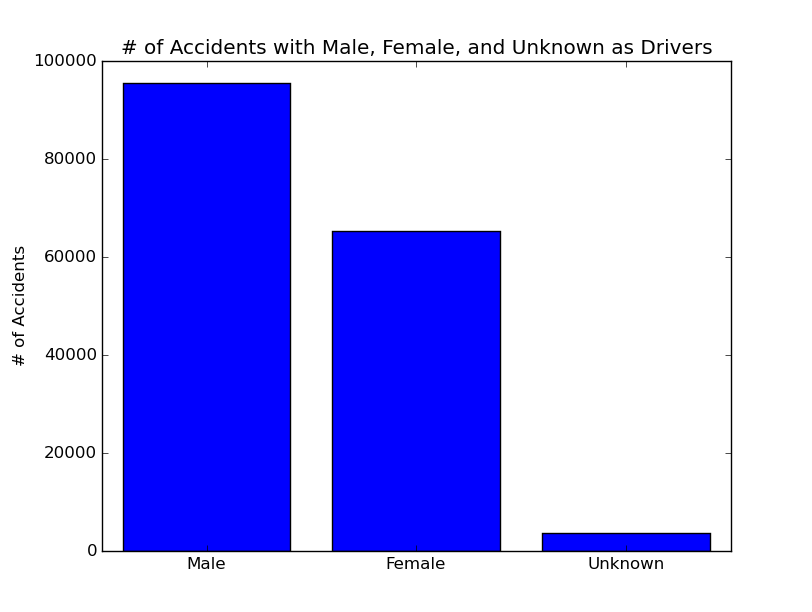 # of Accidents with Male, Female, and Unknown as Drivers
100000
80000
60000
40000
20000
0
# of Accidents
Male Female Unknown